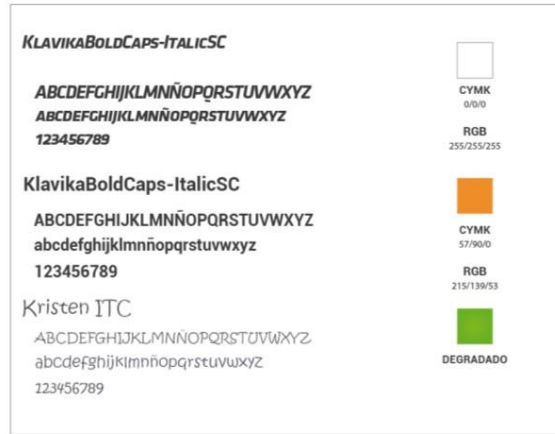 KlavikaBoldCaps-ItalicSC
ABCDEFGHIJKLMNÑOPQRSTUVWXYZ
ABCDEFGHIJKLMNÑOPQRSTUVWXYZ
123456789
KlavikaBoldCaps-ItalicSC
ABCDEFGHIJKLMNÑOPQRSTUVWXYZ
abcdefghijklmnñopqrstuvwxyz
123456789
Kristen ITC
ABCDEFGHIJKLMNÑOPQRSTUVWXYZ
abcdefghijklmnñopqrstuvwxyz
123456789
CYMK
0/0/0
RGB
255/255/255
CYMK
57/90/0
RGB
215/139/53
DEGRADADO